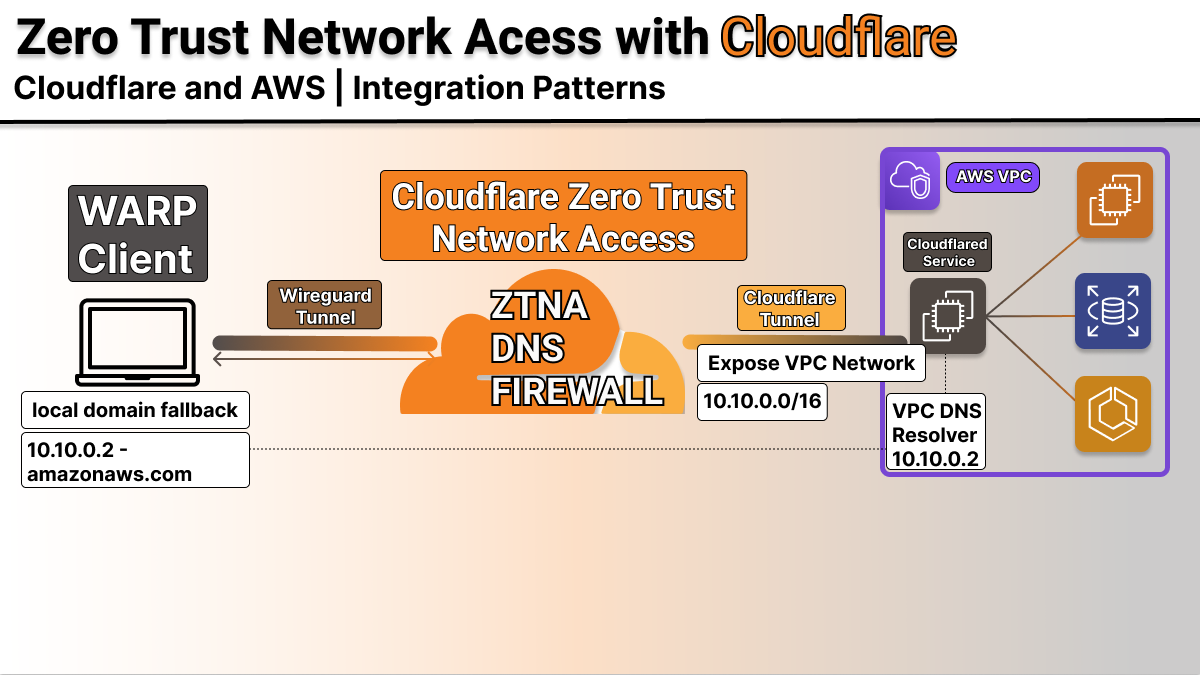 Zero Trust Network Acess with Cloudflare
Cloudflare and AWS | Integration Patterns
WARP
Client
Cloudflare Zero Trust
Network Access
AWS VPC
Cloudflared
Service
Wireguard
Tunnel
Cloudflare
Tunnel
ZTNA
DNS
FIREWALL
Expose VPC Network
10.10.0.0/16
local domain fallback
10.10.0.2 -
amazonaws.com
VPC DNS
Resolver
10.10.0.2